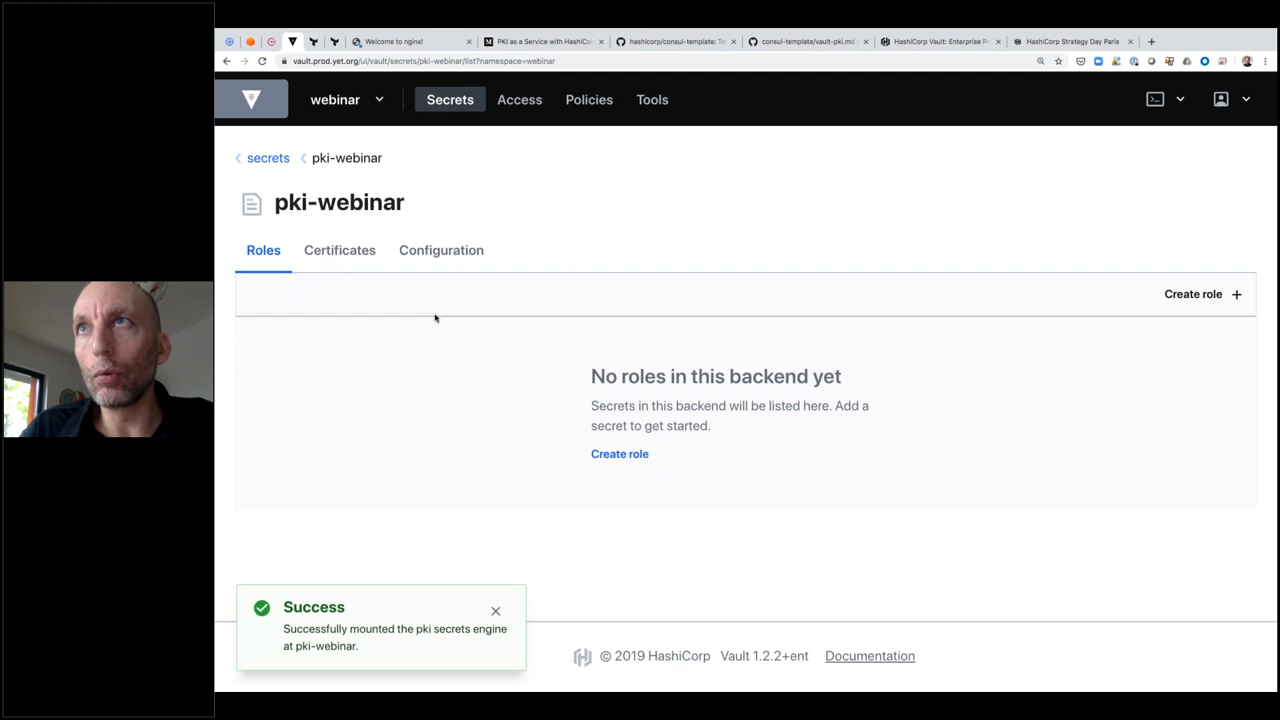 Welcome to nginx!
PKI as a Service with HashiC
hashicorp/consul-template: Te
consul-template/vault-pki.md
HashiCorp Vault: Enterprise P
HashiCorp Strategy Day Paris
vault.prod.yet.org/ui/vault/secrets/pki-webinar/list?namespace=webinar
webinar
Secrets
Access
Policies
Tools
secrets
pki-webinar
pki-webinar
Roles
Certificates
Configuration
Create role
No roles in this backend yet
Secrets in this backend will be listed here. Add a
secret to get started.
Create role
Success
Successfully mounted the pki secrets engine
at pki-webinar.
© 2019 HashiCorp
Vault 1.2.2+ent
Documentation